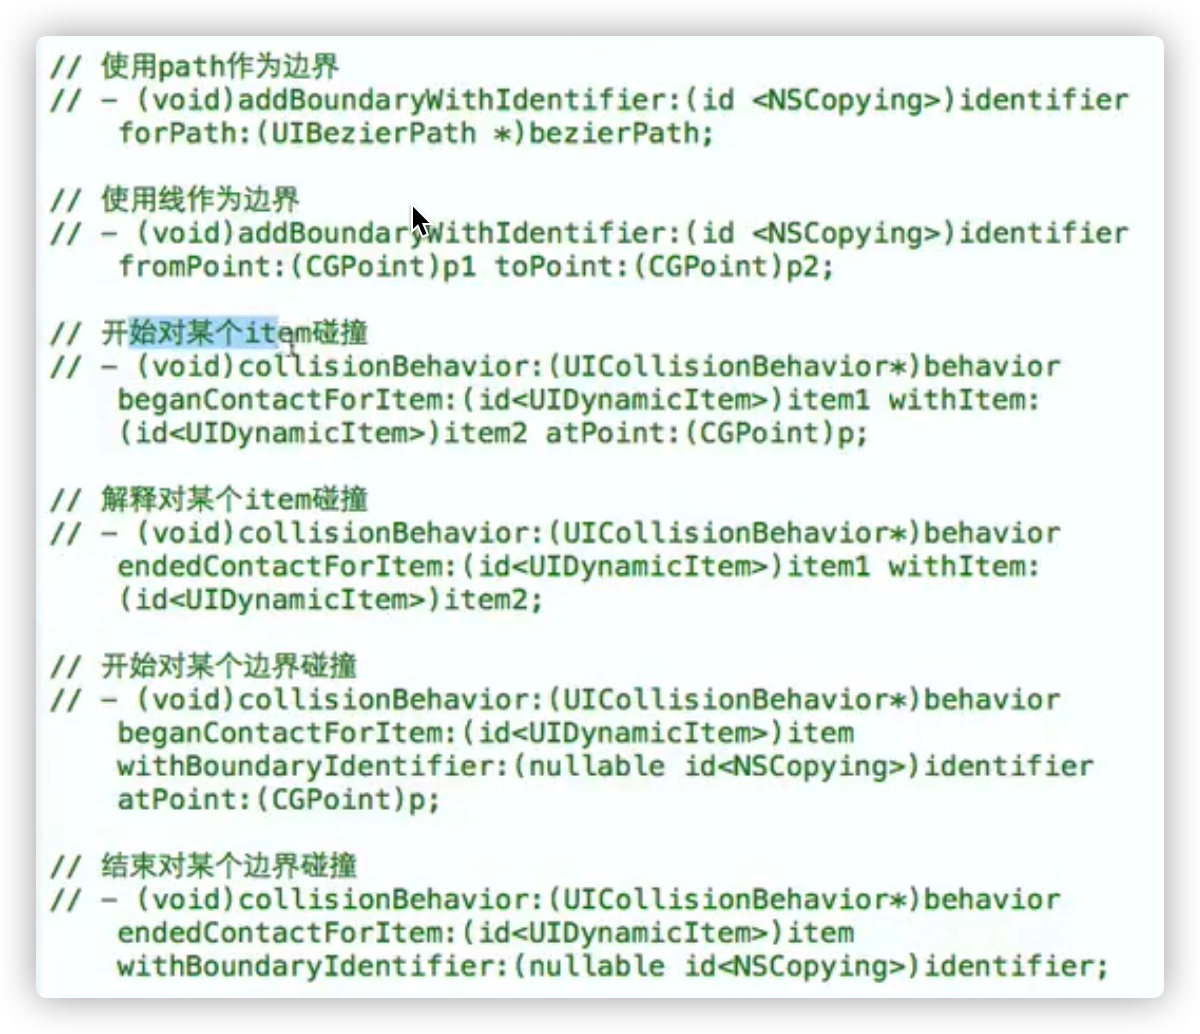 // 使用path作为边界
// - (void)addBoundaryWithIdentifier:(id <NSCopying>)identifier
forPath:(UIBezierPath *)bezierPath;
// 使用线作为边界
// - (void)addBoundaryWithIdentifier:(id <NSCopying>)identifier
fromPoint:(CGPoint)p1 toPoint:(CGPoint)p2;
// 开始对某个item碰撞
// - (void)collisionBehavior:(UICollisionBehavior*)behavior
beganContactForItem:(id<UIDynamicItem>)item1 withItem:
(id<UIDynamicItem>)item2 atPoint:(CGPoint)p;
// 解释对某个item碰撞
// - (void)collisionBehavior:(UICollisionBehavior*)behavior
endedContactForItem:(id<UIDynamicItem>)item1 withItem:
(id<UIDynamicItem>)item2;
// 开始对某个边界碰撞
// - (void)collisionBehavior:(UICollisionBehavior*)behavior
beganContactForItem:(id<UIDynamicItem>)item
withBoundaryIdentifier:(nullable id<NSCopying>)identifier
atPoint:(CGPoint)p;
// 结束对某个边界碰撞
// - (void)collisionBehavior:(UICollisionBehavior*)behavior
endedContactForItem:(id<UIDynamicItem>)item
withBoundaryIdentifier:(nullable id<NSCopying>)identifier;